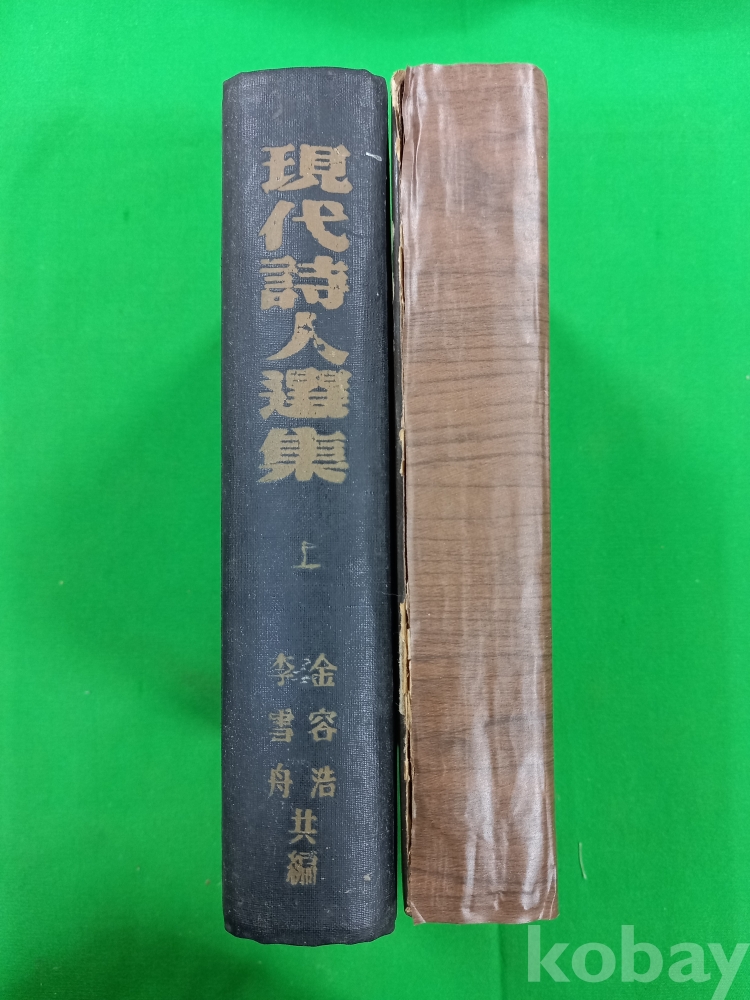 現代詩人選集
上
金容浩
李雪舟
共編
kobay